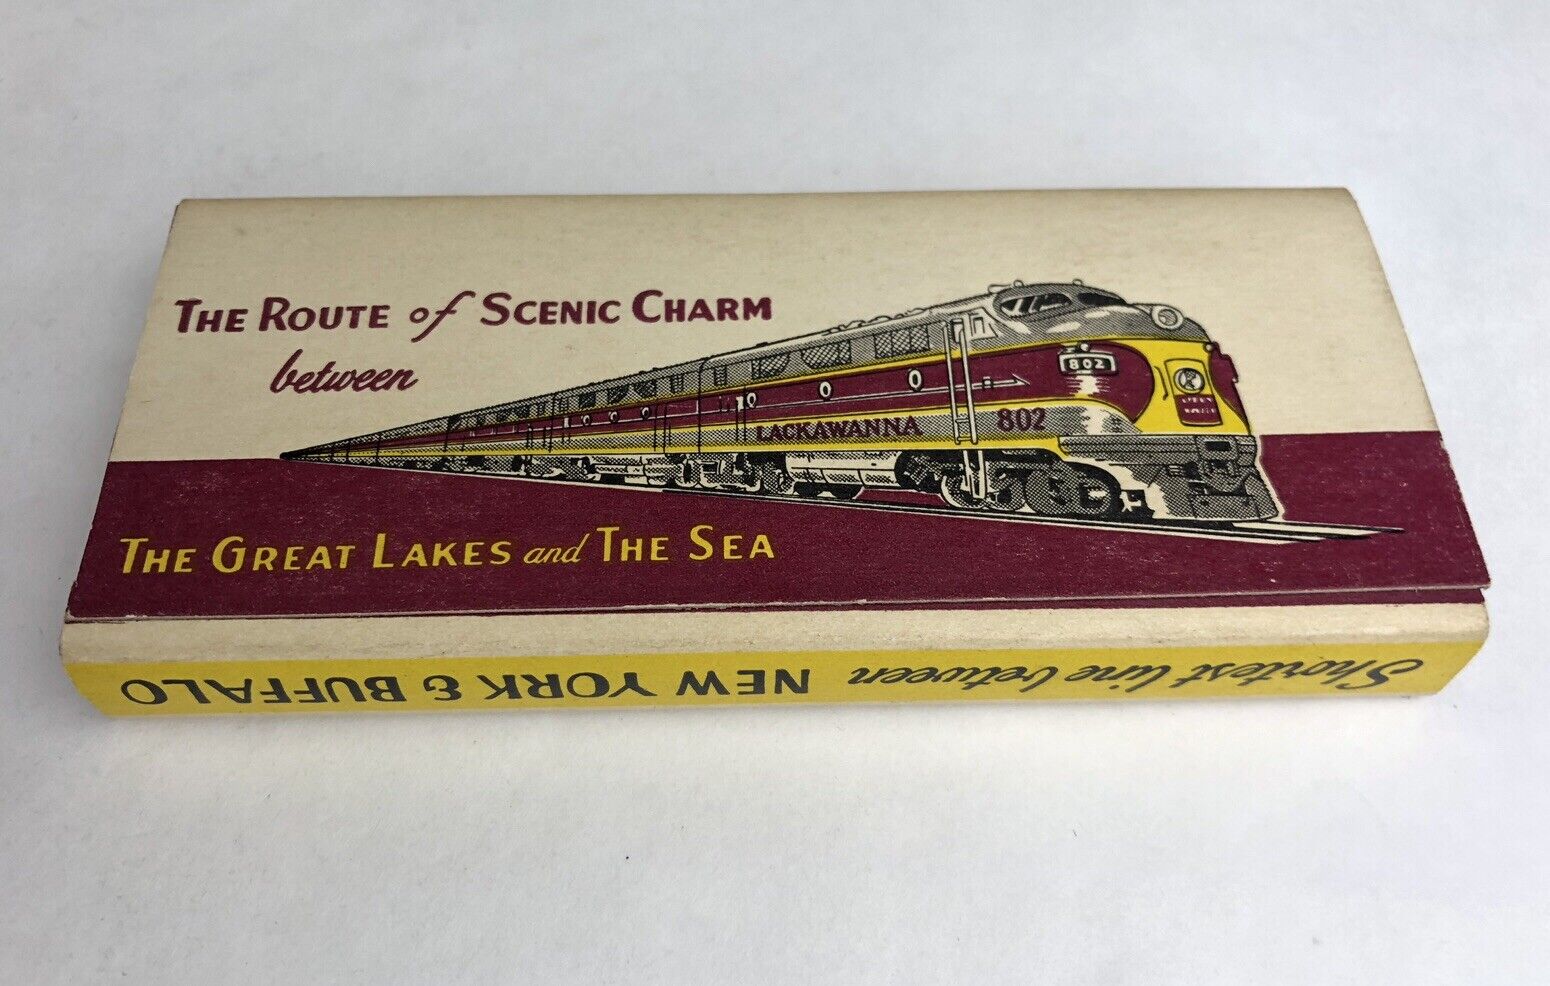 THE ROUTE of SCENIC CHARM
between
802
LACKAWANNA 802
THE GREAT LAKES and THE SEA
Shortest line between NEW YORK & BUFFALO